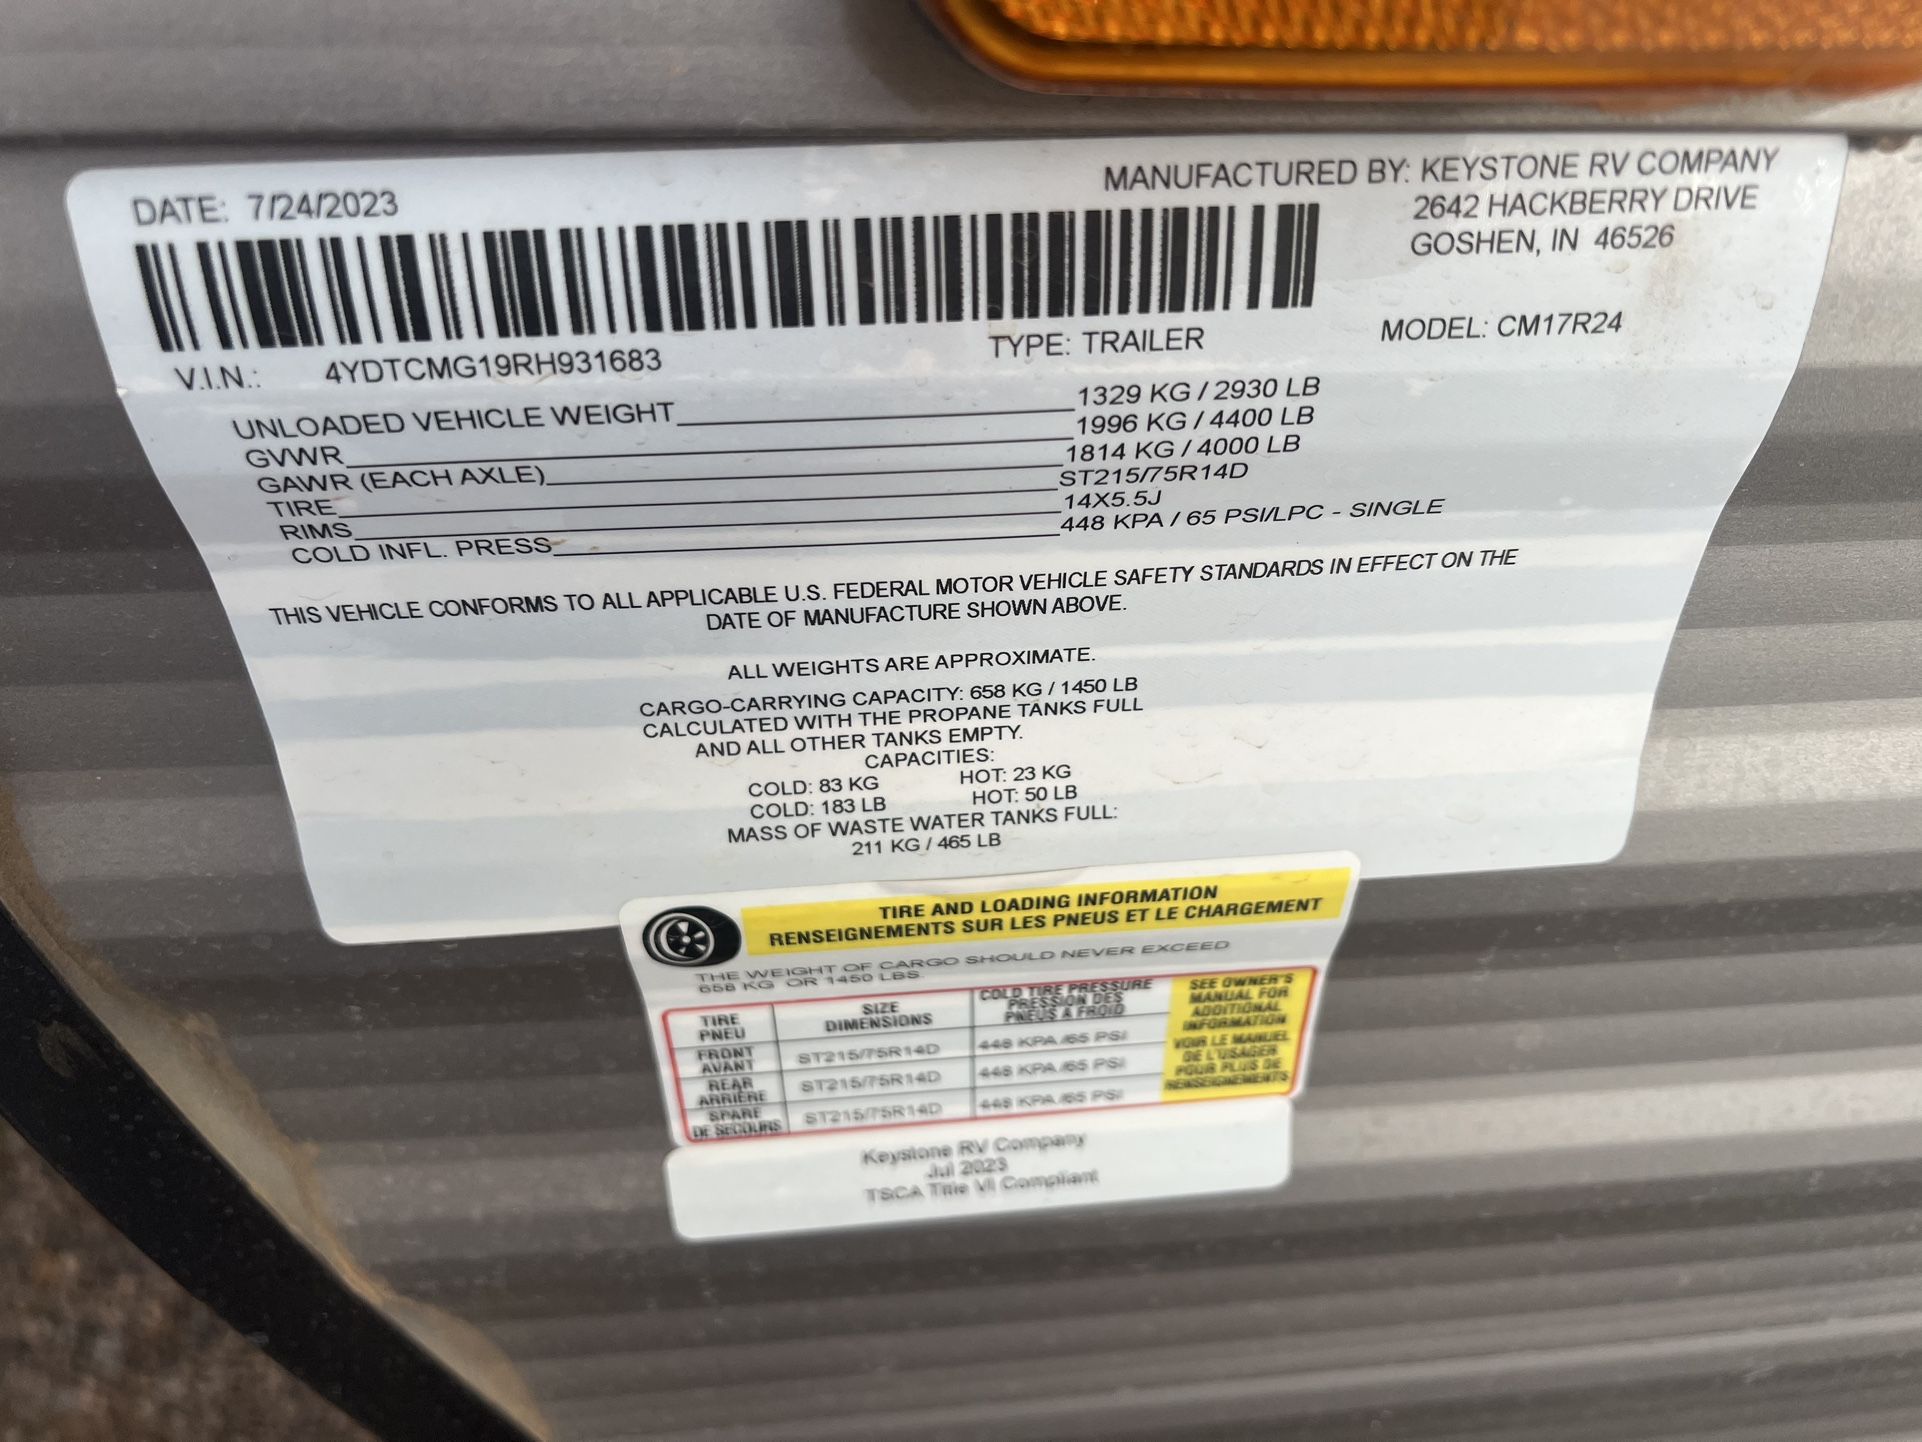 DATE: 7/24/2023
MANUFACTURED BY: KEYSTONE RV COMPANY
2642 HACKBERRY DRIVE
GOSHEN, IN 46526
V.I.N.: 4YDTCMG19RH931683
TYPE: TRAILER
MODEL: CM17R24
UNLOADED VEHICLE WEIGHT 1329 KG / 2930 LB
GVWR 1996 KG / 4400 LB
GAWR (EACH AXLE) 1814 KG / 4000 LB
TIRE ST215/75R14D
RIMS 14X5.5J
COLD INFL. PRESS 448 KPA / 65 PSI/LPC - SINGLE
THIS VEHICLE CONFORMS TO ALL APPLICABLE U.S. FEDERAL MOTOR VEHICLE SAFETY STANDARDS IN EFFECT ON THE
DATE OF MANUFACTURE SHOWN ABOVE.
ALL WEIGHTS ARE APPROXIMATE.
CARGO-CARRYING CAPACITY: 658 KG / 1450 LB
CALCULATED WITH THE PROPANE TANKS FULL
AND ALL OTHER TANKS EMPTY.
CAPACITIES:
COLD: 83 KG HOT: 23 KG
COLD: 183 LB HOT: 50 LB
MASS OF WASTE WATER TANKS FULL:
211 KG / 465 LB
TIRE AND LOADING INFORMATION
RENSEIGNEMENTS SUR LES PNEUS ET LE CHARGEMENT
THE WEIGHT OF CARGO SHOULD NEVER EXCEED
658 KG OR 1450 LBS.
TIRE
PNEU
SIZE
DIMENSIONS
COLD TIRE PRESSURE
PRESSION DES
PNEUS A FROID
FRONT
AVANT
ST215/75R14D
448 KPA /65 PSI
REAR
ARRIÈRE
ST215/75R14D
448 KPA /65 PSI
SPARE
DE SECOURS
ST215/75R14D
448 KPA /65 PSI
SEE OWNER'S
MANUAL FOR
ADDITIONAL
INFORMATION
VOIR LE MANUEL
DE L'USAGER
POUR PLUS DE
RENSEIGNEMENTS
Keystone RV Company
Jul 2023
TSCA Title VI Compliant